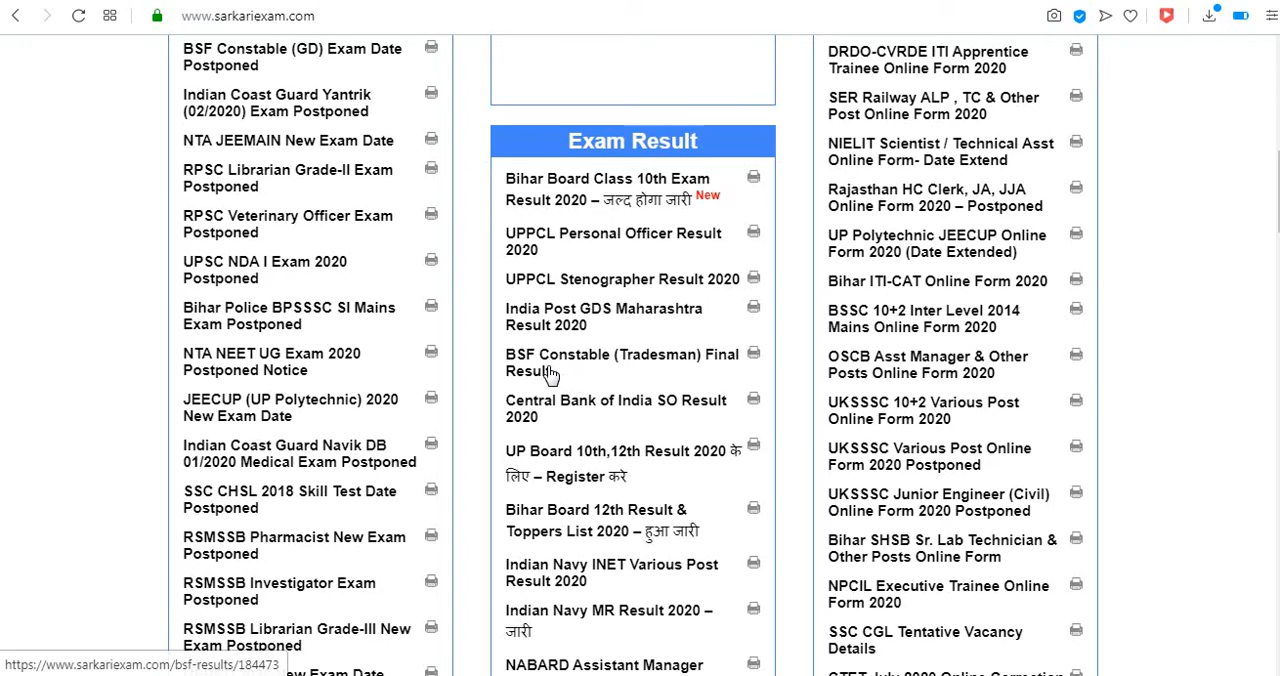 www.sarkariexam.com
BSF Constable (GD) Exam Date
Postponed
Indian Coast Guard Yantrik
(02/2020) Exam Postponed
NTA JEEMAIN New Exam Date
RPSC Librarian Grade-II Exam
Postponed
RPSC Veterinary Officer Exam
Postponed
UPSC NDA I Exam 2020
Postponed
Bihar Police BPSSSC SI Mains
Exam Postponed
NTA NEET UG Exam 2020
Postponed Notice
JEECUP (UP Polytechnic) 2020
New Exam Date
Indian Coast Guard Navik DB
01/2020 Medical Exam Postponed
SSC CHSL 2018 Skill Test Date
Postponed
RSMSSB Pharmacist New Exam
Postponed
RSMSSB Investigator Exam
Postponed
RSMSSB Librarian Grade-III New
Exam Postponed
ew Exam Date
https://www.sarkariexam.com/bsf-results/184473
Exam Result
Bihar Board Class 10th Exam
Result 2020 – जल्द होगा जारी New
UPPCL Personal Officer Result
2020
UPPCL Stenographer Result 2020
India Post GDS Maharashtra
Result 2020
BSF Constable (Tradesman) Final
Result
Central Bank of India SO Result
2020
UP Board 10th,12th Result 2020 के
लिए – Register करे
Bihar Board 12th Result &
Toppers List 2020 – हुआ जारी
Indian Navy INET Various Post
Result 2020
Indian Navy MR Result 2020 –
जारी
NABARD Assistant Manager
DRDO-CVRDE ITI Apprentice
Trainee Online Form 2020
SER Railway ALP , TC & Other
Post Online Form 2020
NIELIT Scientist / Technical Asst
Online Form- Date Extend
Rajasthan HC Clerk, JA, JJA
Online Form 2020 – Postponed
UP Polytechnic JEECUP Online
Form 2020 (Date Extended)
Bihar ITI-CAT Online Form 2020
BSSC 10+2 Inter Level 2014
Mains Online Form 2020
OSCB Asst Manager & Other
Posts Online Form 2020
UKSSSC 10+2 Various Post
Online Form 2020
UKSSSC Various Post Online
Form 2020 Postponed
UKSSSC Junior Engineer (Civil)
Online Form 2020 Postponed
Bihar SHSB Sr. Lab Technician &
Other Posts Online Form
NPCIL Executive Trainee Online
Form 2020
SSC CGL Tentative Vacancy
Details
CTET July 2020 Online Correction